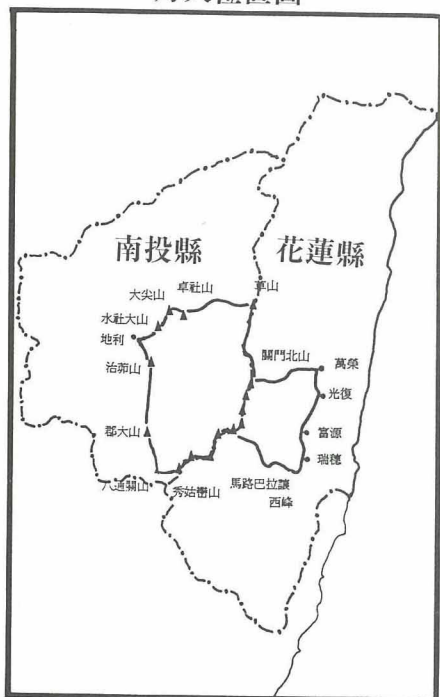 南投縣
花蓮縣
大尖山
卓社山
草山
水社大山
地利
治茆山
關門北山
萬榮
光復
郡大山
富源
瑞穗
八通關山
秀姑巒山
馬路巴拉讓
西峰